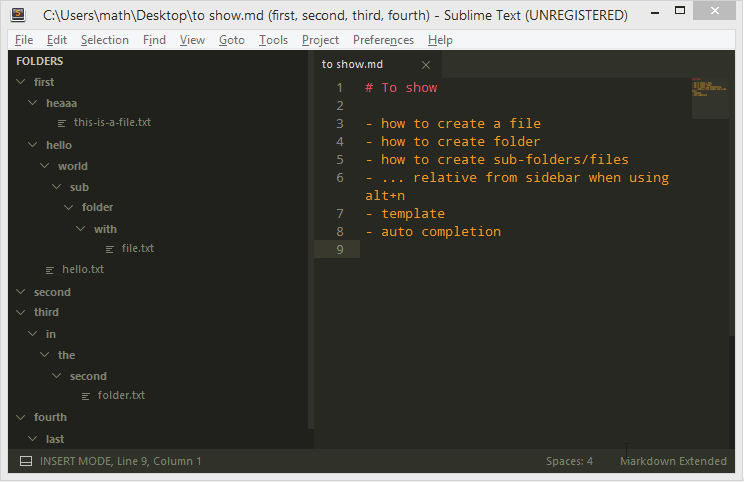 C:\Users\math\Desktop\to show.md (first, second, third, fourth) - Sublime Text (UNREGISTERED)
File Edit Selection Find View Goto Tools Project Preferences Help
FOLDERS
first
heaaa
this-is-a-file.txt
hello
world
sub
folder
with
file.txt
hello.txt
second
third
in
the
second
folder.txt
fourth
last
to show.md
1 # To show
2
3 - how to create a file
4 - how to create folder
5 - how to create sub-folders/files
6 - ... relative from sidebar when using
alt+n
7 - template
8 - auto completion
9
INSERT MODE, Line 9, Column 1
Spaces: 4
Markdown Extended